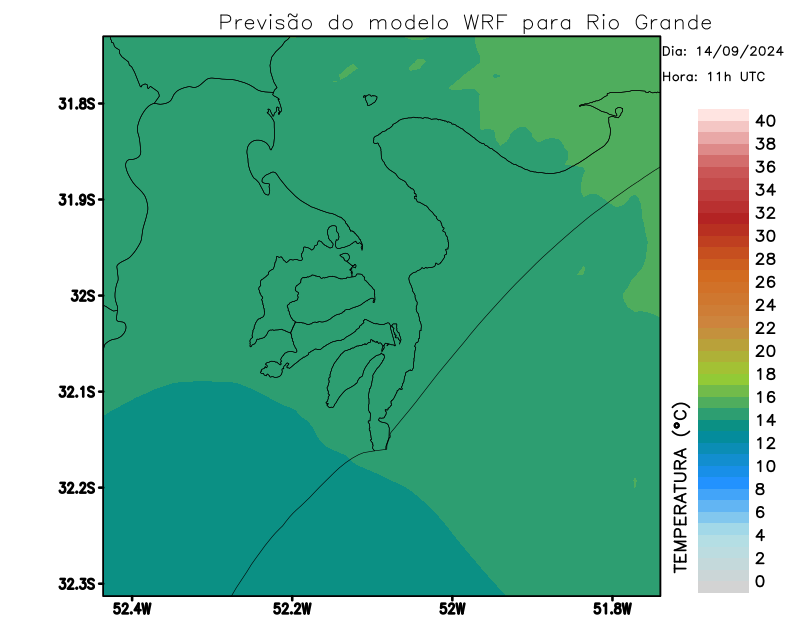 Previsão do modelo WRF para Rio Grande
Dia: 14/09/2024
Hora: 11h UTC
31.8S
31.9S
32S
32.1S
32.2S
32.3S
52.4W
52.2W
52W
51.8W
TEMPERATURA (°C)
40
38
36
34
32
30
28
26
24
22
20
18
16
14
12
10
8
6
4
2
0